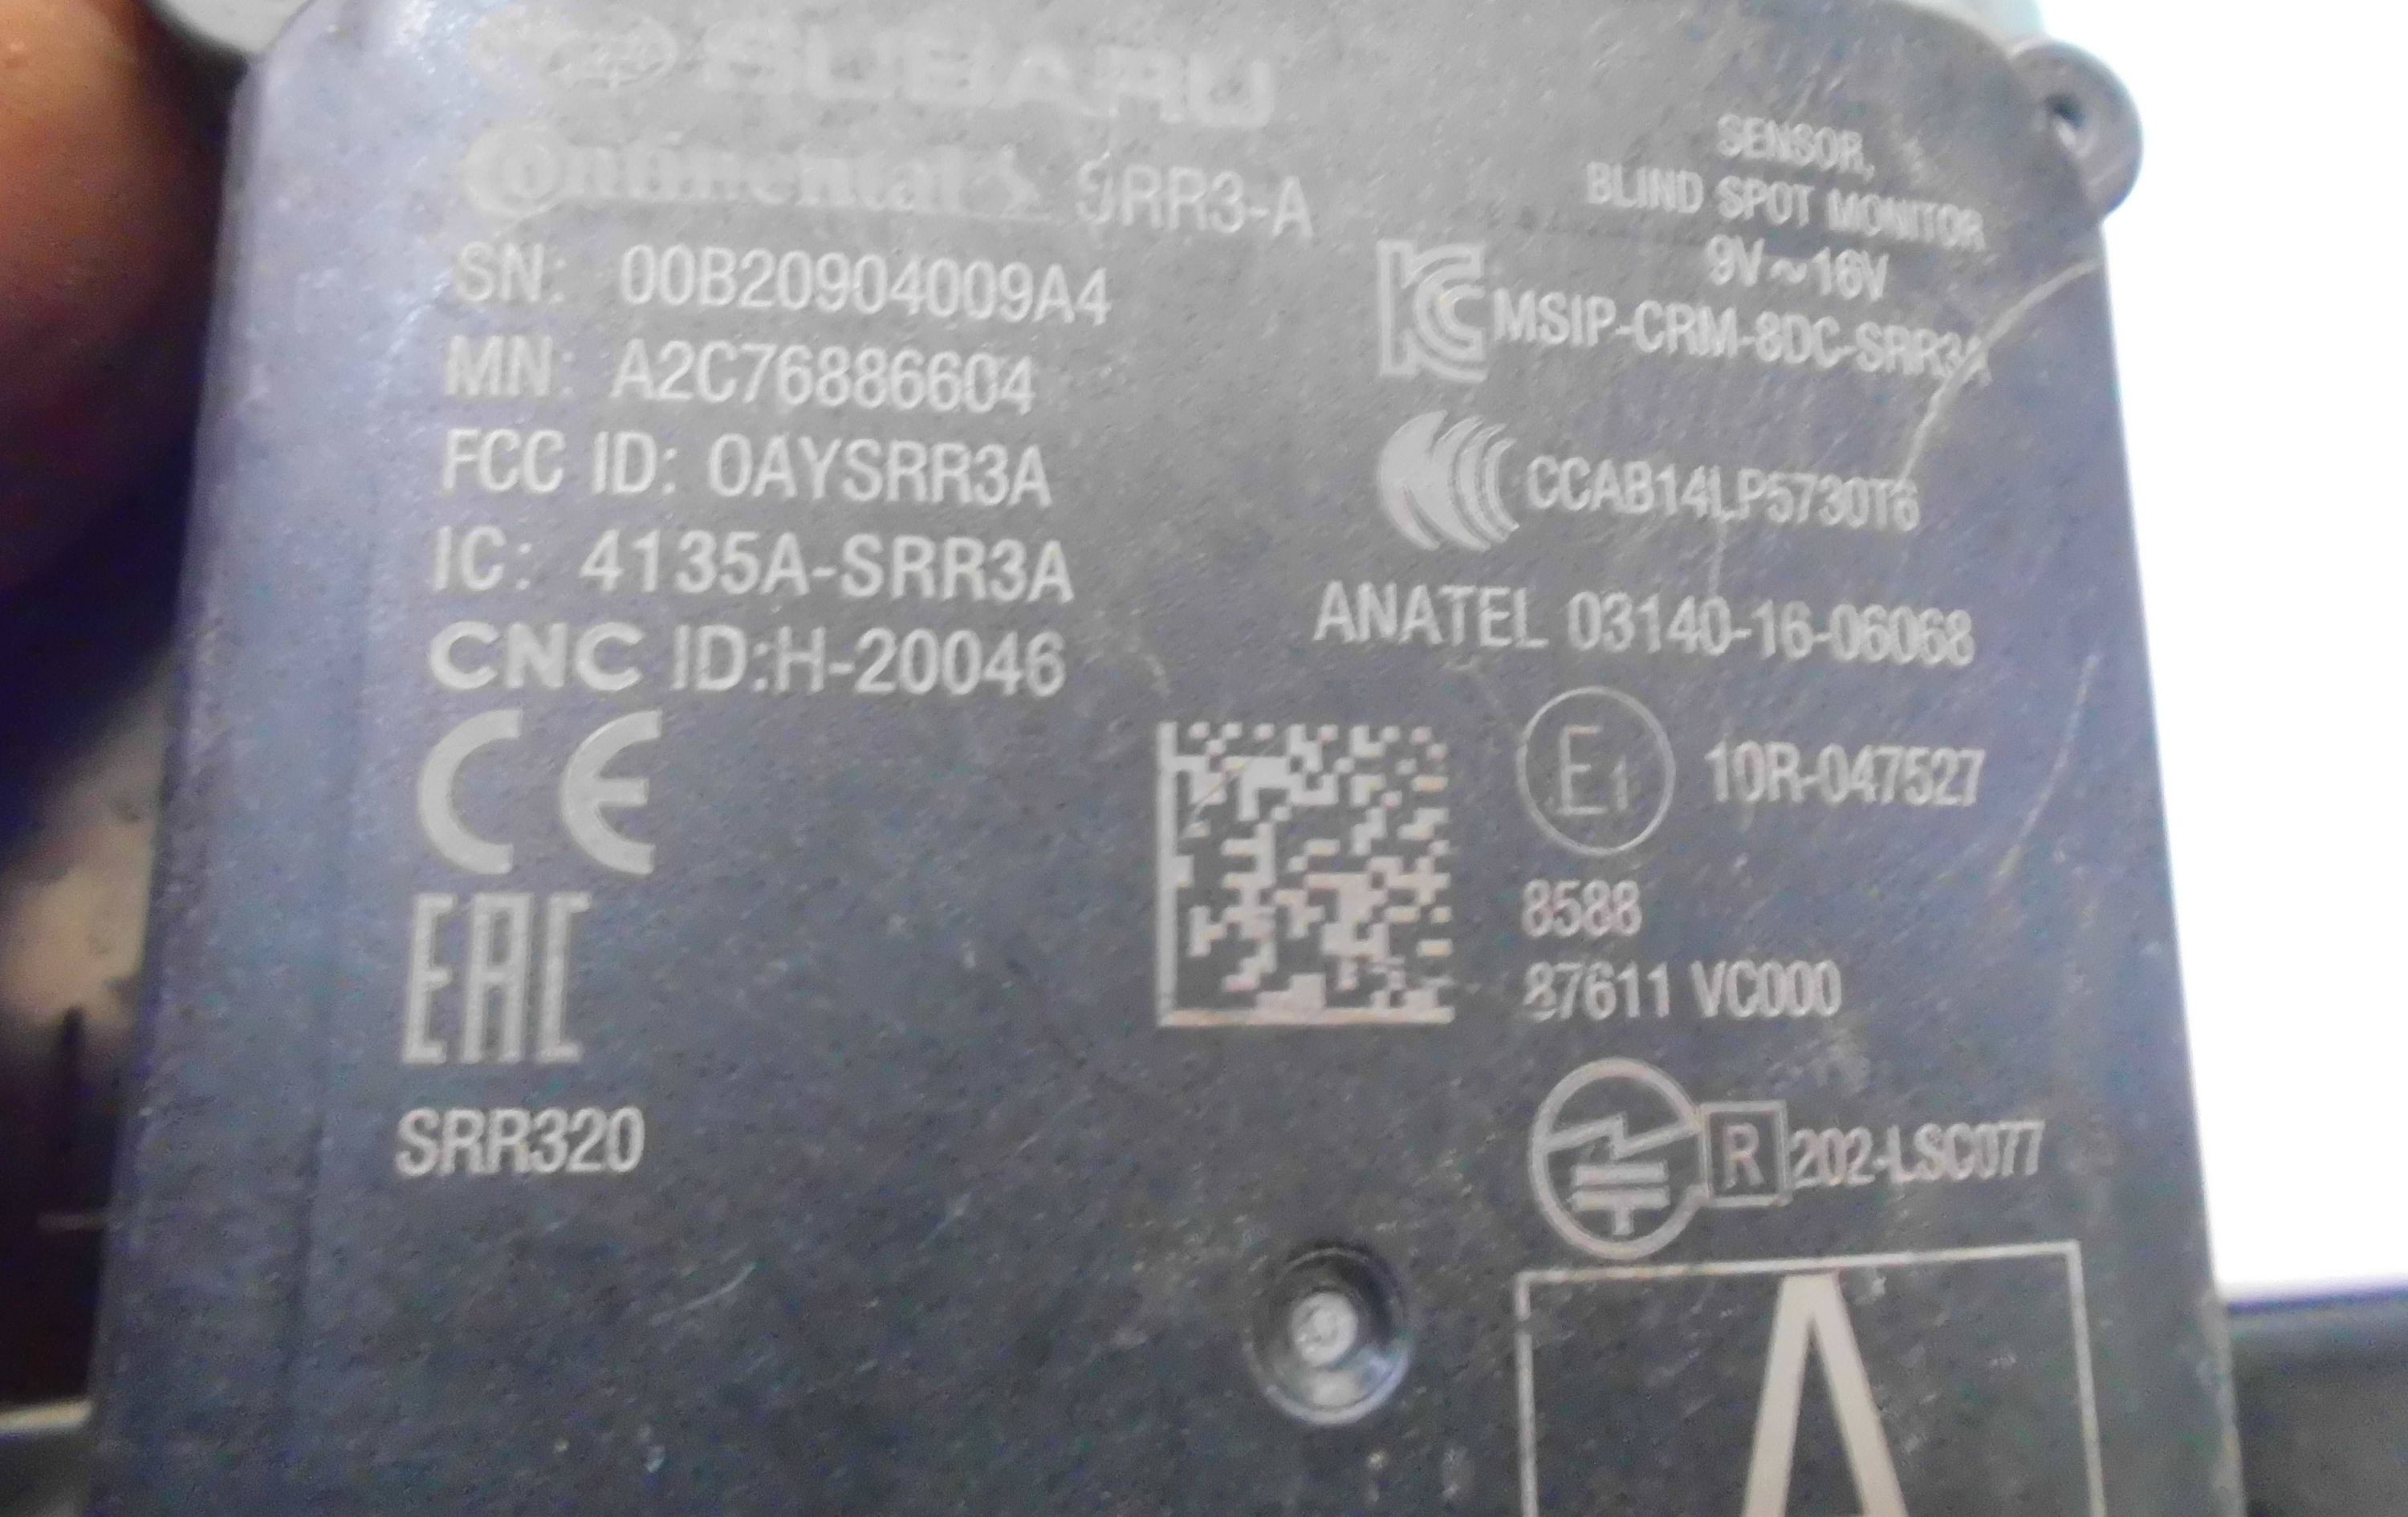 SUBARU
Continental SRR3-A
SENSOR,
BLIND SPOT MONITOR
9V~16V
SN: 00B20904009A4
MN: A2C76886604
FCC ID: OAYSRR3A
IC: 4135A-SRR3A
CNC ID:H-20046
CE
EAC
SRR320
KC MSIP-CRM-8DC-SRR3A
CCC CCAB14LP5730T6
ANATEL 03140-16-06068
E1 10R-047527
8588
87611 VC000
R 202-LSC077
A